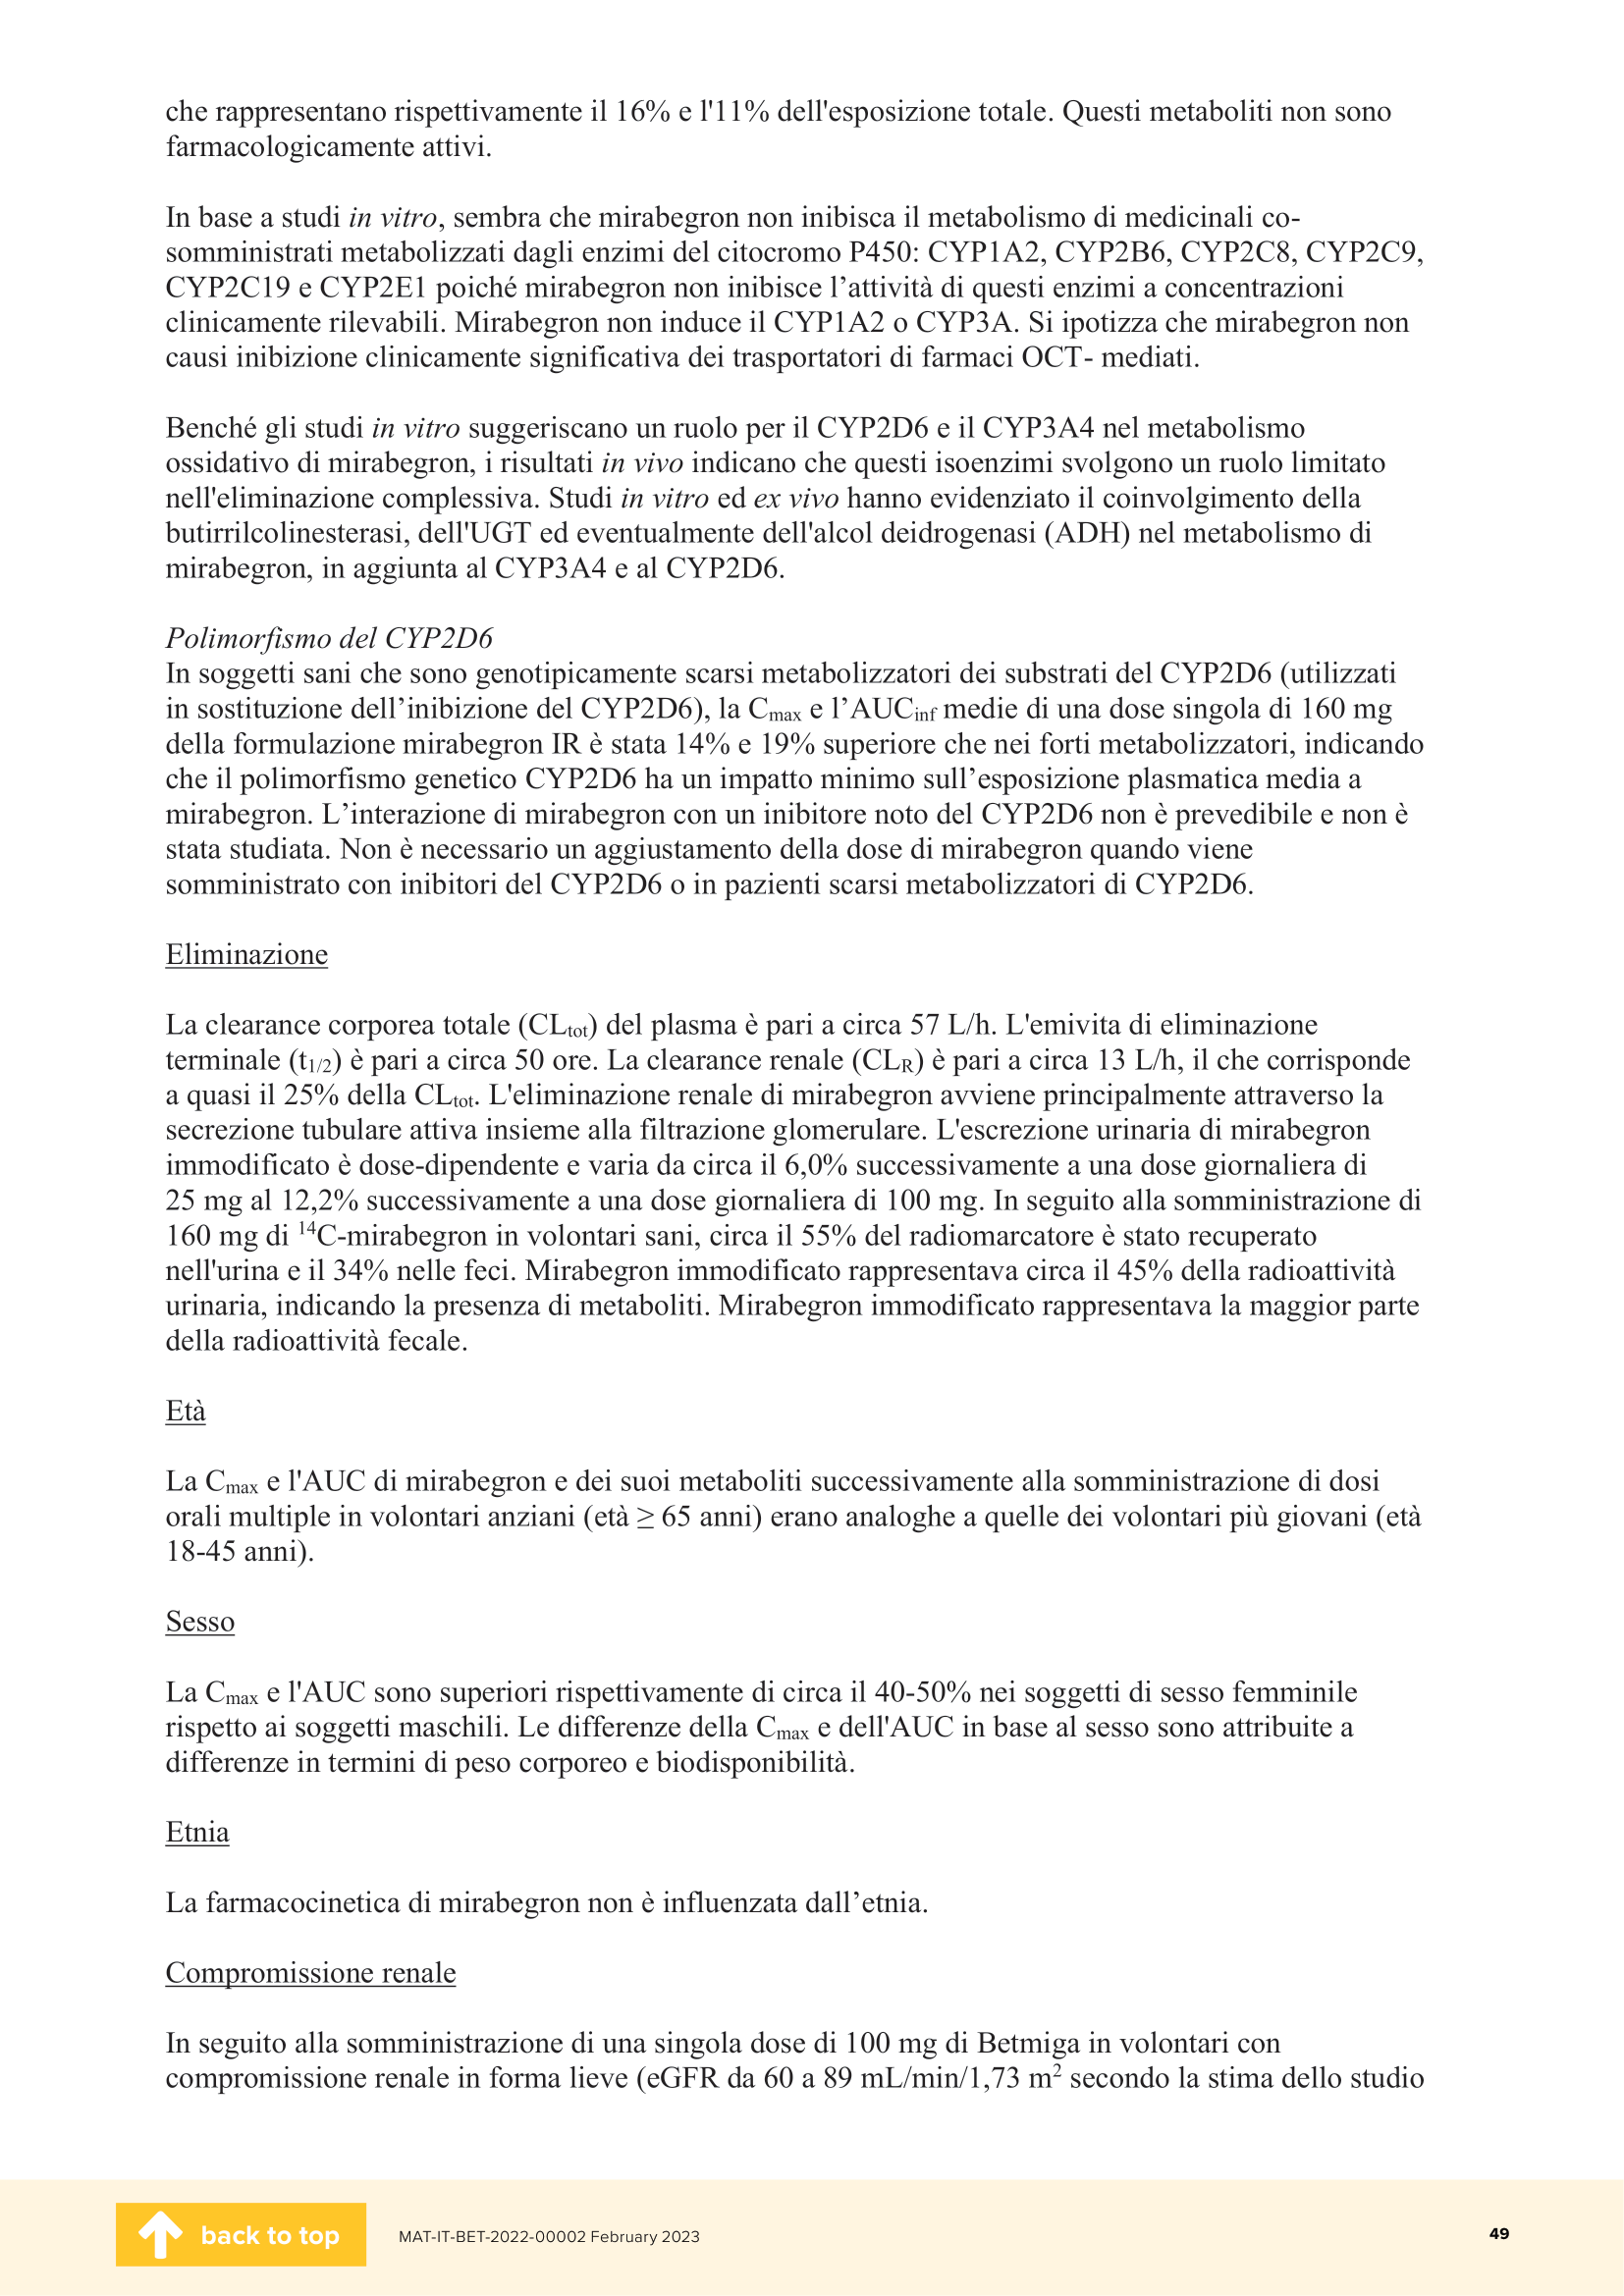 che rappresentano rispettivamente il 16% e l'11% dell'esposizione totale. Questi metaboliti non sono
farmacologicamente attivi.
In base a studi in vitro, sembra che mirabegron non inibisca il metabolismo di medicinali co-
somministrati metabolizzati dagli enzimi del citocromo P450: CYP1A2, CYP2B6, CYP2C8, CYP2C9,
CYP2C19 e CYP2E1 poiché mirabegron non inibisce l’attività di questi enzimi a concentrazioni
clinicamente rilevabili. Mirabegron non induce il CYP1A2 o CYP3A. Si ipotizza che mirabegron non
causi inibizione clinicamente significativa dei trasportatori di farmaci OCT- mediati.
Benché gli studi in vitro suggeriscano un ruolo per il CYP2D6 e il CYP3A4 nel metabolismo
ossidativo di mirabegron, i risultati in vivo indicano che questi isoenzimi svolgono un ruolo limitato
nell'eliminazione complessiva. Studi in vitro ed ex vivo hanno evidenziato il coinvolgimento della
butirrilcolinesterasi, dell'UGT ed eventualmente dell'alcol deidrogenasi (ADH) nel metabolismo di
mirabegron, in aggiunta al CYP3A4 e al CYP2D6.
Polimorfismo del CYP2D6
In soggetti sani che sono genotipicamente scarsi metabolizzatori dei substrati del CYP2D6 (utilizzati
in sostituzione dell’inibizione del CYP2D6), la Cmax e l’AUCinf medie di una dose singola di 160 mg
della formulazione mirabegron IR è stata 14% e 19% superiore che nei forti metabolizzatori, indicando
che il polimorfismo genetico CYP2D6 ha un impatto minimo sull’esposizione plasmatica media a
mirabegron. L’interazione di mirabegron con un inibitore noto del CYP2D6 non è prevedibile e non è
stata studiata. Non è necessario un aggiustamento della dose di mirabegron quando viene
somministrato con inibitori del CYP2D6 o in pazienti scarsi metabolizzatori di CYP2D6.
Eliminazione
La clearance corporea totale (CLtot) del plasma è pari a circa 57 L/h. L'emivita di eliminazione
terminale (t1/2) è pari a circa 50 ore. La clearance renale (CLR) è pari a circa 13 L/h, il che corrisponde
a quasi il 25% della CLtot. L'eliminazione renale di mirabegron avviene principalmente attraverso la
secrezione tubulare attiva insieme alla filtrazione glomerulare. L'escrezione urinaria di mirabegron
immodificato è dose-dipendente e varia da circa il 6,0% successivamente a una dose giornaliera di
25 mg al 12,2% successivamente a una dose giornaliera di 100 mg. In seguito alla somministrazione di
160 mg di 14C-mirabegron in volontari sani, circa il 55% del radiomarcatore è stato recuperato
nell'urina e il 34% nelle feci. Mirabegron immodificato rappresentava circa il 45% della radioattività
urinaria, indicando la presenza di metaboliti. Mirabegron immodificato rappresentava la maggior parte
della radioattività fecale.
Età
La Cmax e l'AUC di mirabegron e dei suoi metaboliti successivamente alla somministrazione di dosi
orali multiple in volontari anziani (età ≥ 65 anni) erano analoghe a quelle dei volontari più giovani (età
18-45 anni).
Sesso
La Cmax e l'AUC sono superiori rispettivamente di circa il 40-50% nei soggetti di sesso femminile
rispetto ai soggetti maschili. Le differenze della Cmax e dell'AUC in base al sesso sono attribuite a
differenze in termini di peso corporeo e biodisponibilità.
Etnia
La farmacocinetica di mirabegron non è influenzata dall’etnia.
Compromissione renale
In seguito alla somministrazione di una singola dose di 100 mg di Betmiga in volontari con
compromissione renale in forma lieve (eGFR da 60 a 89 mL/min/1,73 m2 secondo la stima dello studio
back to top
MAT-IT-BET-2022-00002 February 2023
49